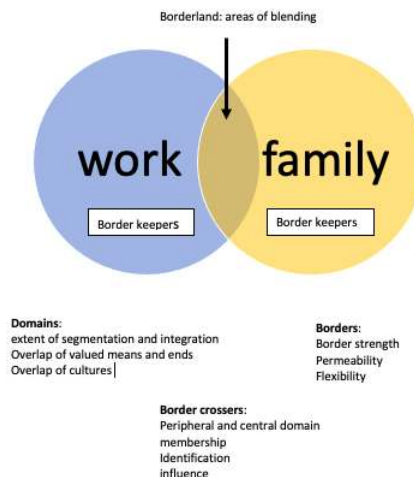 Borderland: areas of blending
work
family
Border keepers
Border keepers
Domains:
extent of segmentation and integration
Overlap of valued means and ends
Overlap of cultures
Borders:
Border strength
Permeability
Flexibility
Border crossers:
Peripheral and central domain
membership
Identification
influence